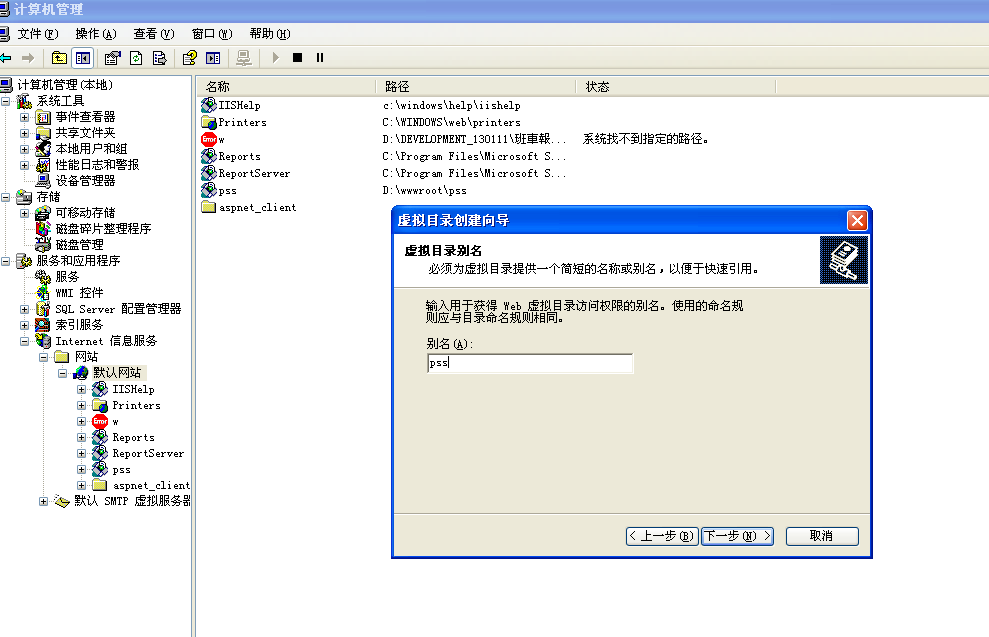 计算机管理
文件(F) 操作(A) 查看(V) 窗口(W) 帮助(H)
计算机管理(本地)
系统工具
事件查看器
共享文件夹
本地用户和组
性能日志和警报
设备管理器
存储
可移动存储
磁盘碎片整理程序
磁盘管理
服务和应用程序
服务
WMI 控件
SQL Server 配置管理器
索引服务
Internet 信息服务
网站
默认网站
IISHelp
Printers
Error w
Reports
ReportServer
pss
aspnet_client
默认 SMTP 虚拟服务器
名称 路径 状态
IISHelp c:\windows\help\iishelp
Printers C:\WINDOWS\web\printers
Error w D:\DEVELOPMENT_130111\班車報... 系统找不到指定的路径。
Reports C:\Program Files\Microsoft S...
ReportServer C:\Program Files\Microsoft S...
pss D:\wwwroot\pss
aspnet_client
虚拟目录创建向导
虚拟目录别名
必须为虚拟目录提供一个简短的名称或别名，以便于快速引用。
输入用于获得 Web 虚拟目录访问权限的别名。使用的命名规
则应与目录命名规则相同。
别名(A):
pss
< 上一步(B) 下一步(N) > 取消